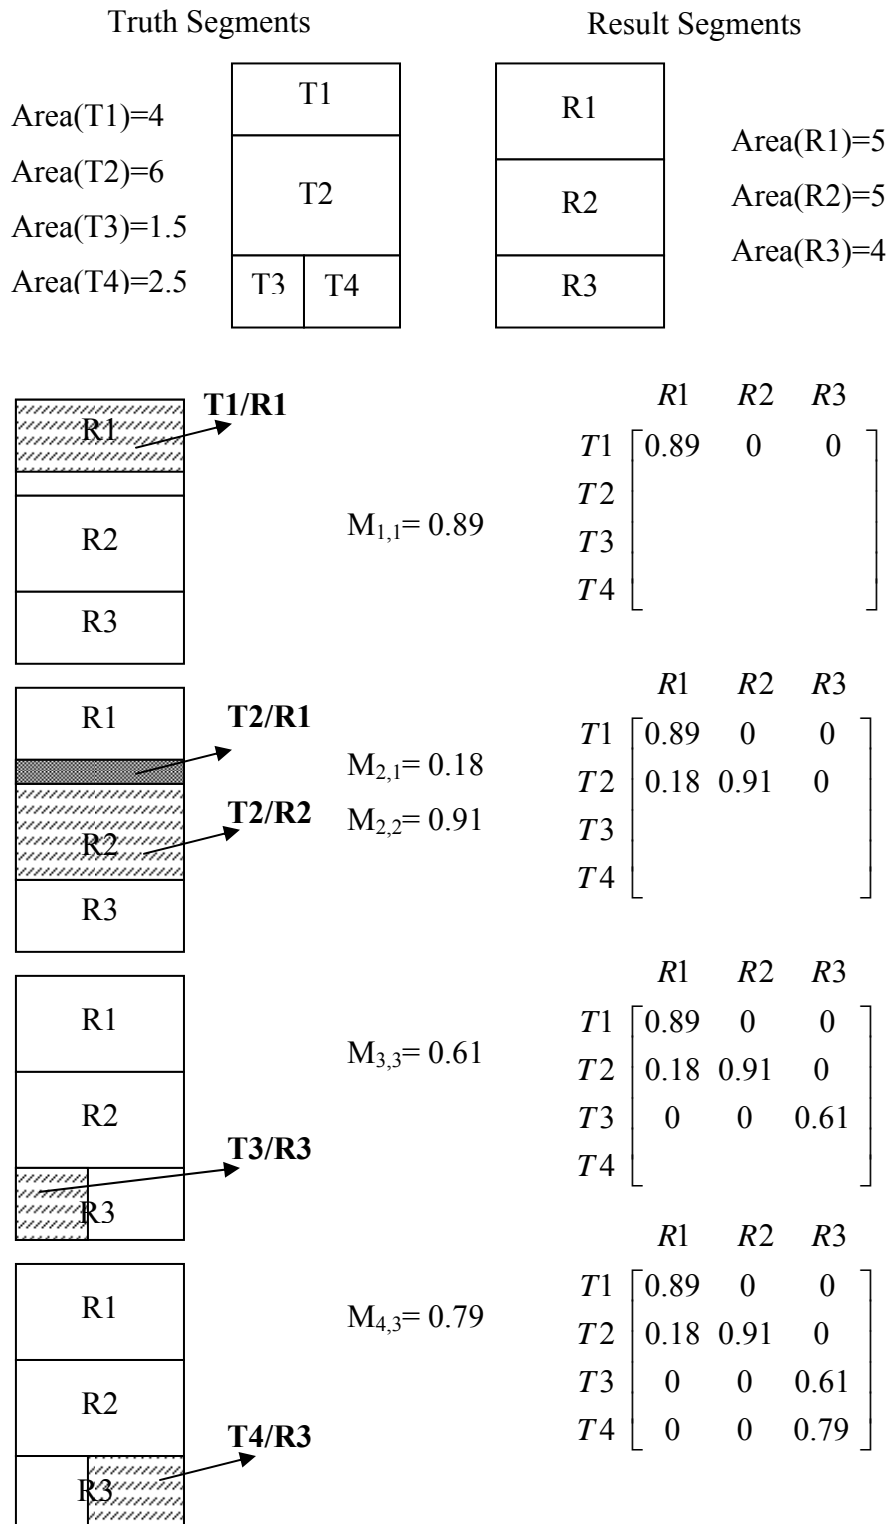 Truth Segments
Result Segments
Area(T1)=4
Area(T2)=6
Area(T3)=1.5
Area(T4)=2.5
T1
T2
T3 T4
R1
R2
R3
Area(R1)=5
Area(R2)=5
Area(R3)=4
R1
R2
R3
T1/R1
M1,1= 0.89
R1 R2 R3
T1 0.89 0 0
T2
T3
T4
R1
R2
R3
T2/R1
T2/R2
M2,1= 0.18
M2,2= 0.91
R1 R2 R3
T1 0.89 0 0
T2 0.18 0.91 0
T3
T4
R1
R2
R3
T3/R3
M3,3= 0.61
R1 R2 R3
T1 0.89 0 0
T2 0.18 0.91 0
T3 0 0 0.61
T4
R1
R2
R3
T4/R3
M4,3= 0.79
R1 R2 R3
T1 0.89 0 0
T2 0.18 0.91 0
T3 0 0 0.61
T4 0 0 0.79